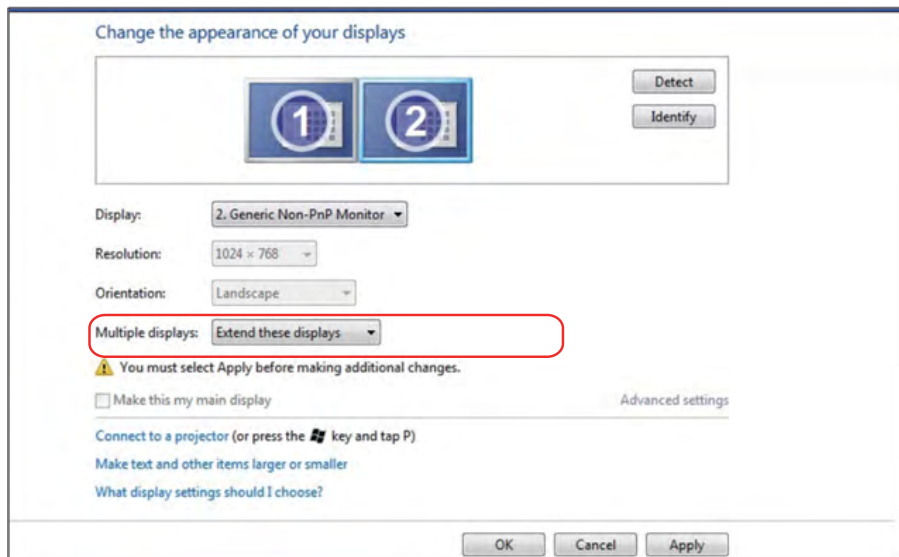 Change the appearance of your displays
1
2
Detect
Identify
Display:
2. Generic Non-PnP Monitor
Resolution:
1024 × 768
Orientation:
Landscape
Multiple displays:
Extend these displays
You must select Apply before making additional changes.
Make this my main display
Advanced settings
Connect to a projector (or press the key and tap P)
Make text and other items larger or smaller
What display settings should I choose?
OK
Cancel
Apply